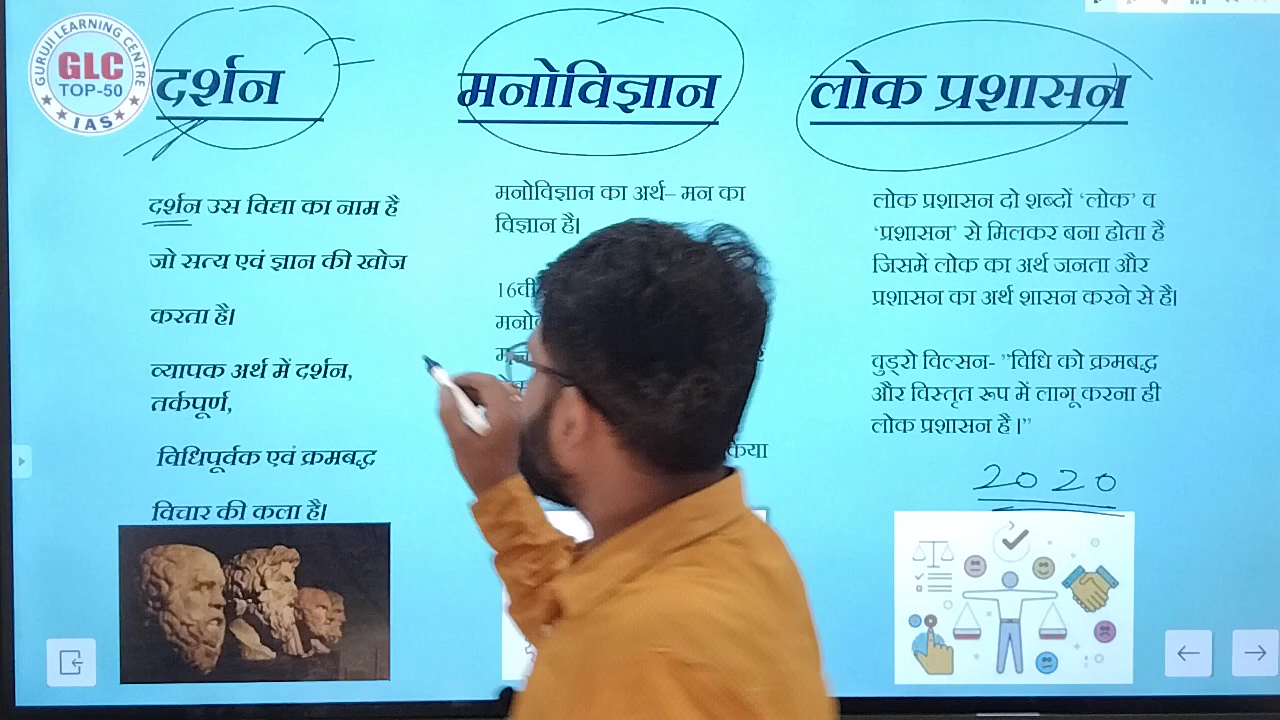 GURUJI LEARNING CENTRE
GLC
TOP-50
IAS
दर्शन
दर्शन उस विद्या का नाम है
जो सत्य एवं ज्ञान की खोज
करता है।
व्यापक अर्थ में दर्शन,
तर्कपूर्ण,
विधिपूर्वक एवं क्रमबद्ध
विचार की कला है।
मनोविज्ञान
मनोविज्ञान का अर्थ– मन का
विज्ञान है।
16वीं
लोक प्रशासन
लोक प्रशासन दो शब्दों ‘लोक’ व
‘प्रशासन’ से मिलकर बना होता है
जिसमें लोक का अर्थ जनता और
प्रशासन का अर्थ शासन करने से है।
वुड्रो विल्सन- ”विधि को क्रमबद्ध
और विस्तृत रूप में लागू करना ही
लोक प्रशासन है।”
2020